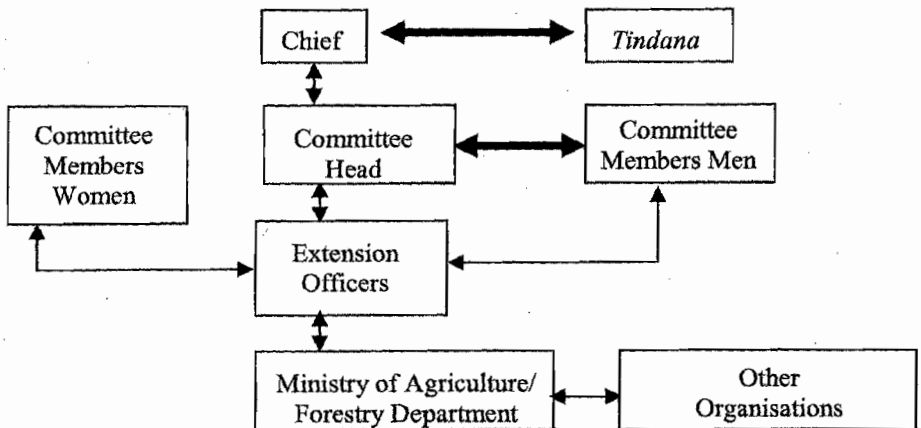 Chief
Tindana
Committee
Members
Women
Committee
Head
Committee
Members Men
Extension
Officers
Ministry of Agriculture/
Forestry Department
Other
Organisations